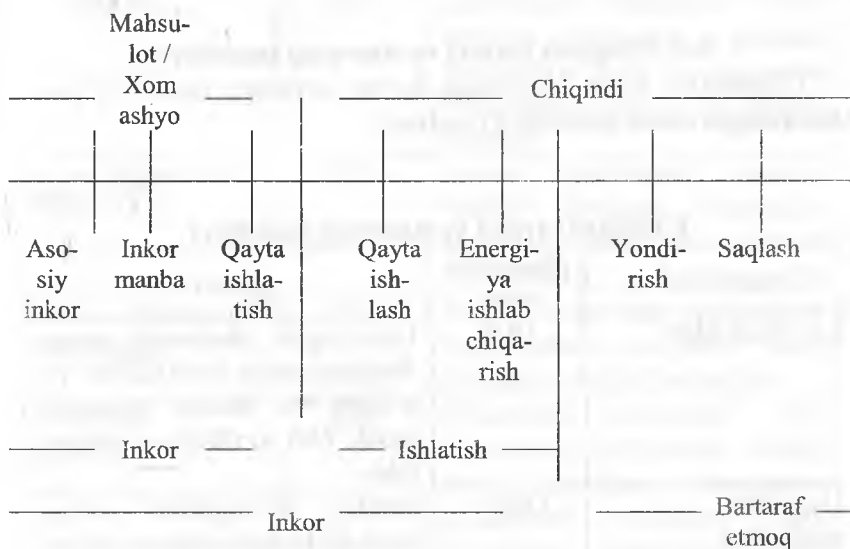 Mahsu-
lot /
Xom
ashyo
Chiqindi
Aso-
siy
inkor
Inkor
manba
Qayta
ishla-
tish
Qayta
ish-
lash
Energi-
ya
ishlab
chiqa-
rish
Yondi-
rish
Saqlash
Inkor
Ishlatish
Inkor
Bartaraf
etmoq